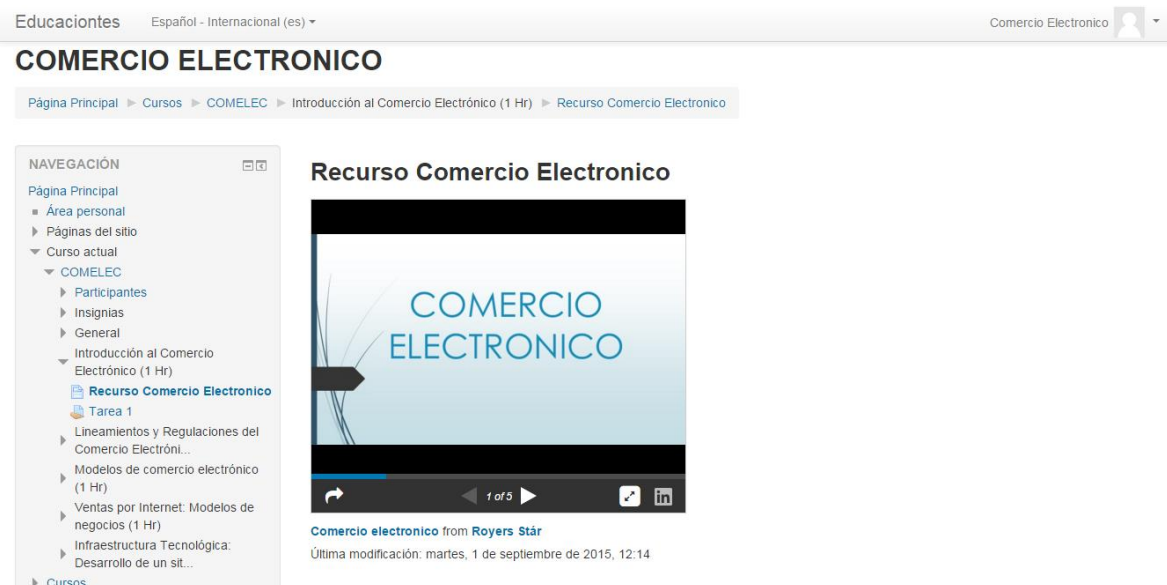 Educaciontes
Español - Internacional (es)
Comercio Electronico
COMERCIO ELECTRONICO
Página Principal
Cursos
COMELEC
Introducción al Comercio Electrónico (1 Hr)
Recurso Comercio Electronico
NAVEGACIÓN
Página Principal
Área personal
Páginas del sitio
Curso actual
COMELEC
Participantes
Insignias
General
Introducción al Comercio
Electrónico (1 Hr)
Recurso Comercio Electronico
Tarea 1
Lineamientos y Regulaciones del
Comercio Electróni...
Modelos de comercio electrónico
(1 Hr)
Ventas por Internet: Modelos de
negocios (1 Hr)
Infraestructura Tecnológica:
Desarrollo de un sit...
Cursos
Recurso Comercio Electronico
COMERCIO
ELECTRONICO
1 of 5
in
Comercio electronico from Royers Stár
Última modificación: martes, 1 de septiembre de 2015, 12:14